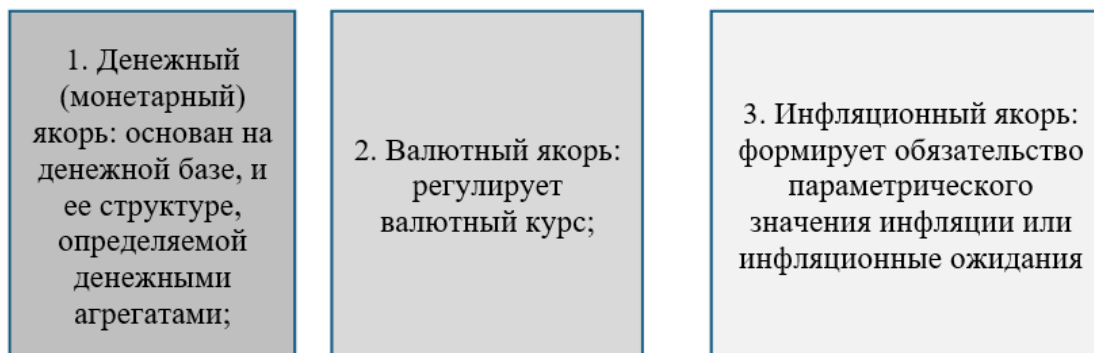 1. Денежный
(монетарный)
якорь: основан на
денежной базе, и
ее структуре,
определяемой
денежными
агрегатами;
2. Валютный якорь:
регулирует
валютный курс;
3. Инфляционный якорь:
формирует обязательство
параметрического
значения инфляции или
инфляционные ожидания